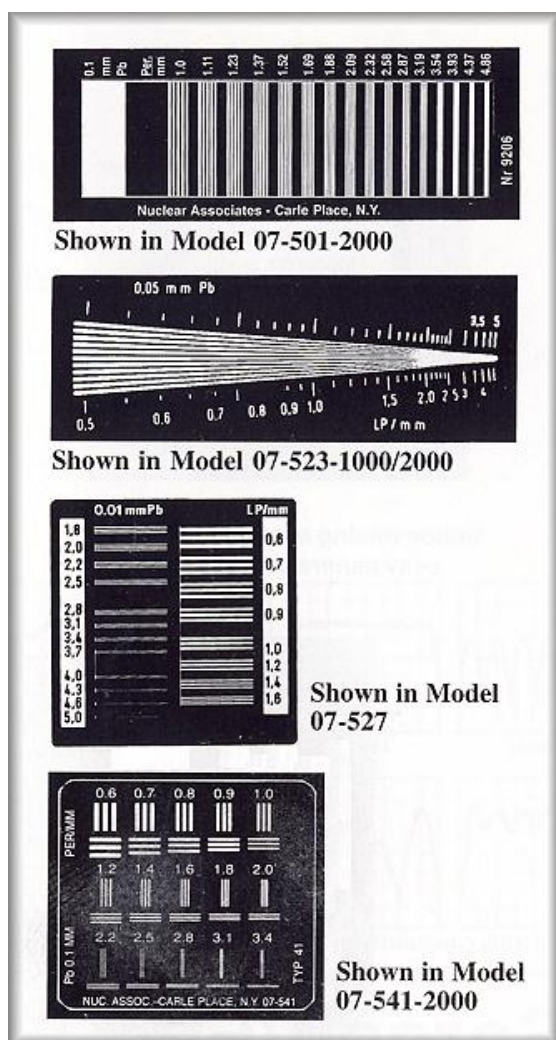 0.1 mm Pb Per. mm 1.0 1.11 1.23 1.37 1.52 1.69 1.88 2.09 2.32 2.58 2.87 3.19 3.54 3.93 4.37 4.86
Nr 9206
Nuclear Associates - Carle Place, N.Y.
Shown in Model 07-501-2000
0.05 mm Pb
3,5 5
0.5 0.6 0.7 0.8 0.9 1.0 1,5 2.0 2 5 3 4
LP/mm
Shown in Model 07-523-1000/2000
0.01 mmPb LP/mm
1,8
2.0
2,2
2.5
2,8
3,1
3.4
3.7
4,0
4.3
4.6
5,0
0,6
0,7
0,8
0,9
1,0
1,2
1,4
1,6
Shown in Model
07-527
PER/MM
0.6 0.7 0.8 0.9 1.0
1.2 1.4 1.6 1.8 2.0
Pb 0.1 MM
2.2 2.5 2.8 3.1 3.4
TYP 41
NUC. ASSOC.-CARLE PLACE, N.Y. 07-541
Shown in Model
07-541-2000